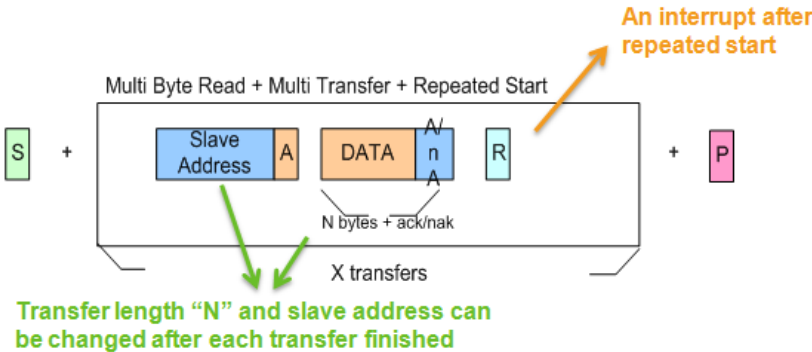 An interrupt after
repeated start
Multi Byte Read + Multi Transfer + Repeated Start
S
+
Slave
Address
A
DATA
A/
n
A
R
+
P
N bytes + ack/nak
X transfers
Transfer length “N” and slave address can
be changed after each transfer finished